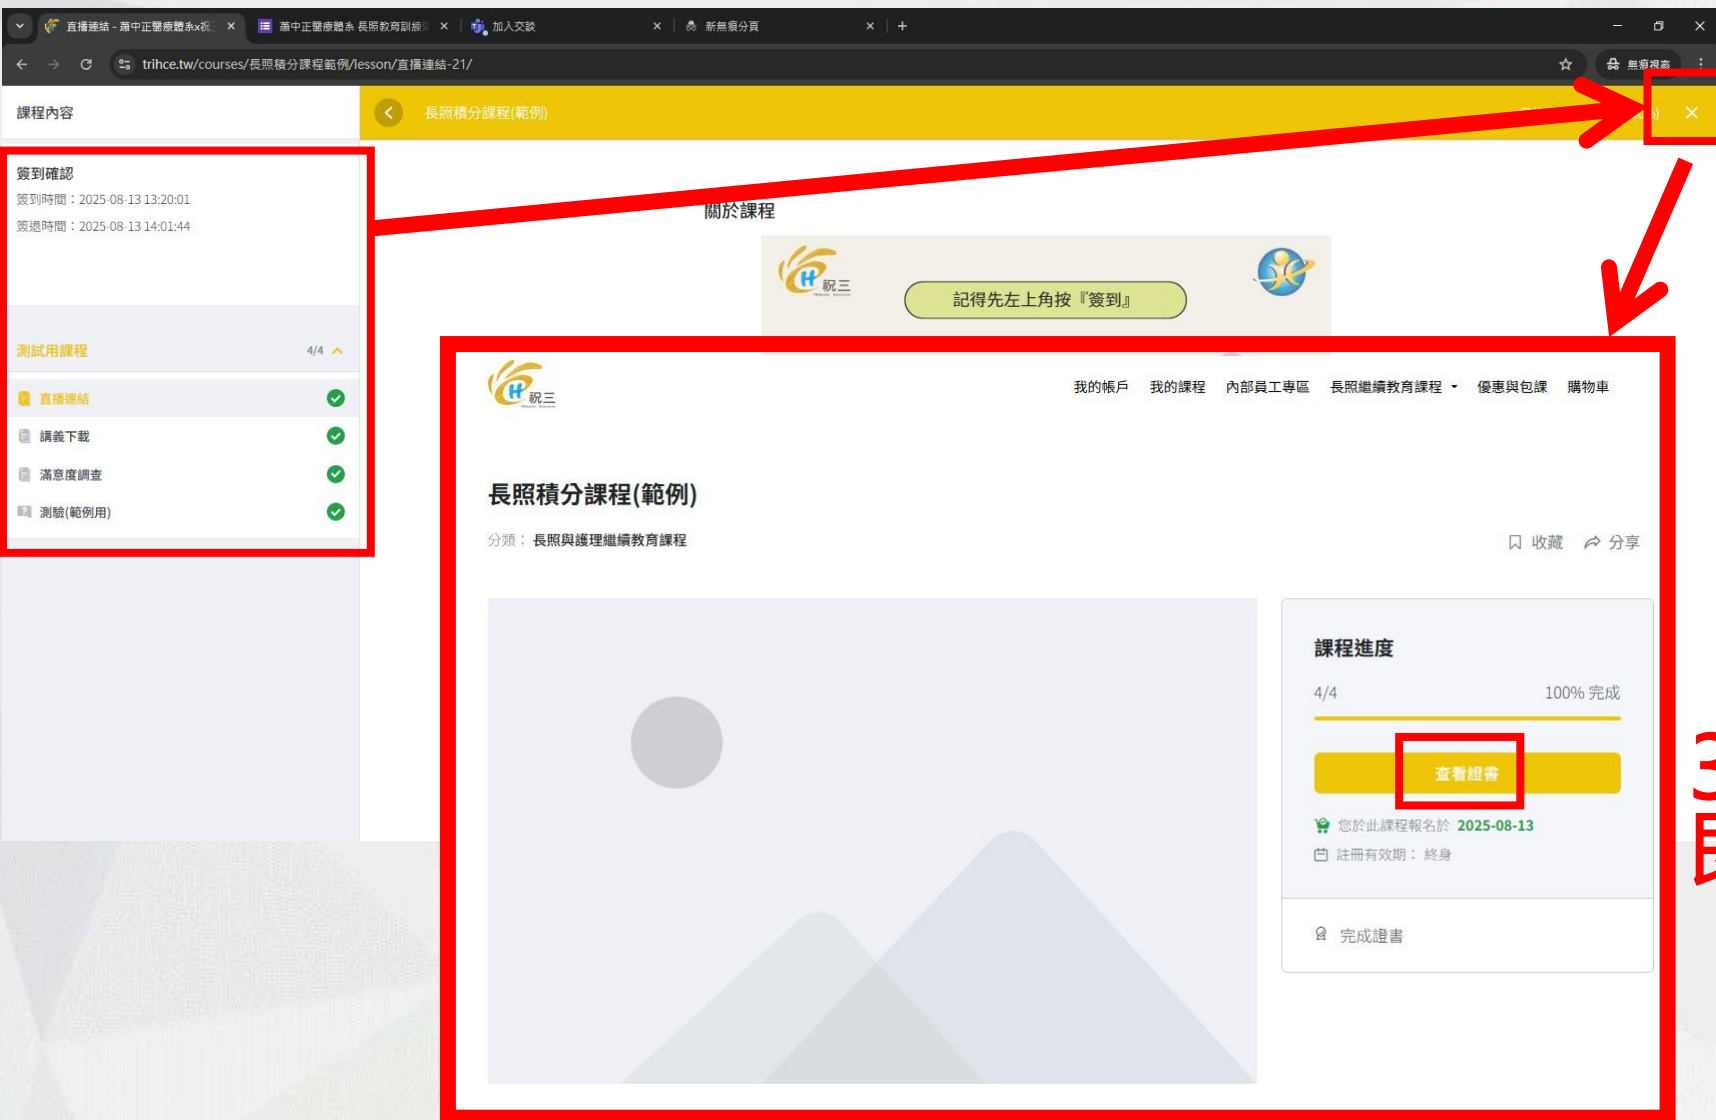 直播連結 - 蕭中正醫療體系x祝三
蕭中正醫療體系 長照教育訓練
加入交談
新無痕分頁
trihce.tw/courses/長照積分課程範例/lesson/直播連結-21/
無痕視窗
課程內容
長照積分課程(範例)
簽到確認
簽到時間：2025-08-13 13:20:01
簽退時間：2025-08-13 14:01:44
測試用課程
4/4
直播連結
講義下載
滿意度調查
測驗(範例用)
關於課程
H 祝三
記得先左上角按『簽到』
H 祝三
我的帳戶 我的課程 內部員工專區 長照繼續教育課程 優惠與包課 購物車
長照積分課程(範例)
分類： 長照與護理繼續教育課程
收藏 分享
課程進度
4/4 100% 完成
查看證書
您於此課程報名於 2025-08-13
註冊有效期： 終身
完成證書
3